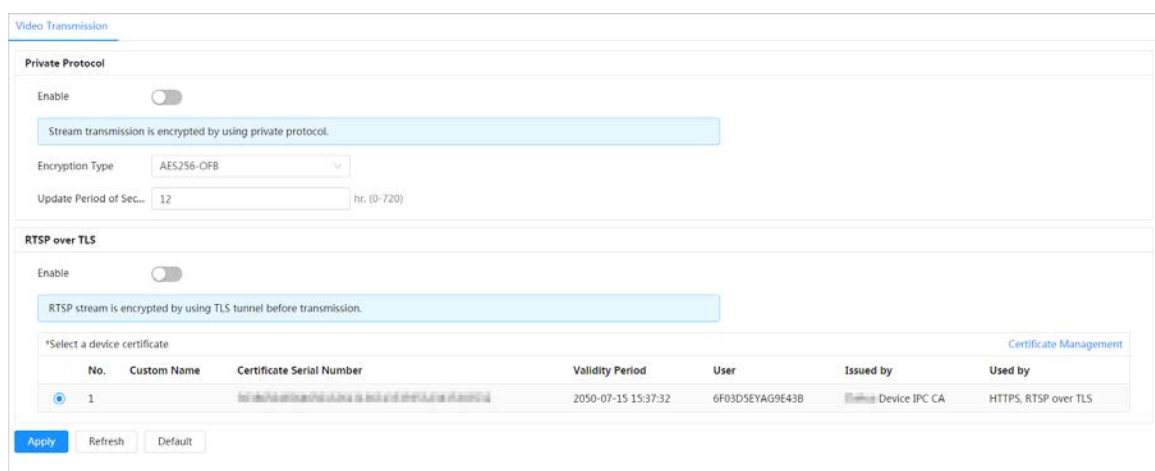 Video Transmission
Private Protocol
Enable
Stream transmission is encrypted by using private protocol.
Encryption Type AES256-OFB
Update Period of Sec... 12 hr. (0-720)
RTSP over TLS
Enable
RTSP stream is encrypted by using TLS tunnel before transmission.
*Select a device certificate Certificate Management
No. Custom Name Certificate Serial Number Validity Period User Issued by Used by
1 2050-07-15 15:37:32 6F03D5EYAG9E43B Device IPC CA HTTPS, RTSP over TLS
Apply Refresh Default